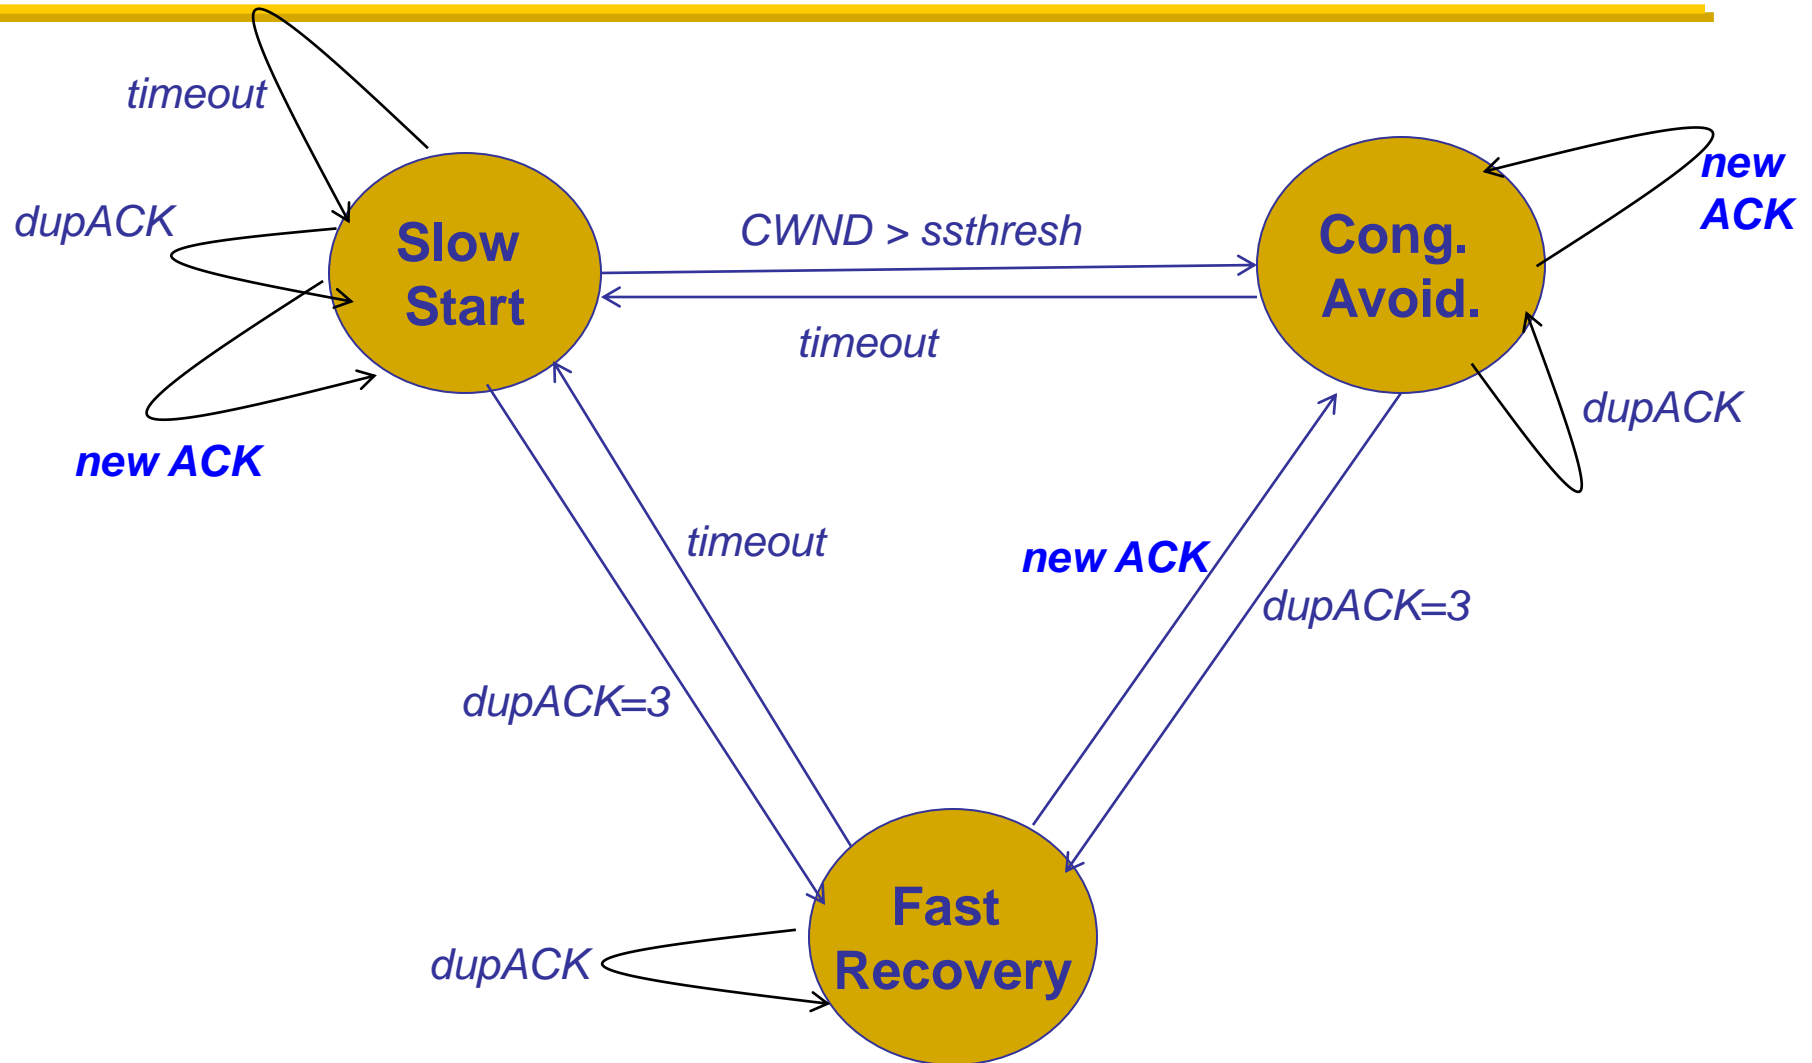 timeout
dupACK
Slow
Start
new ACK
CWND > ssthresh
timeout
Cong.
Avoid.
new
ACK
dupACK
timeout
new ACK
dupACK=3
dupACK=3
Fast
Recovery
dupACK